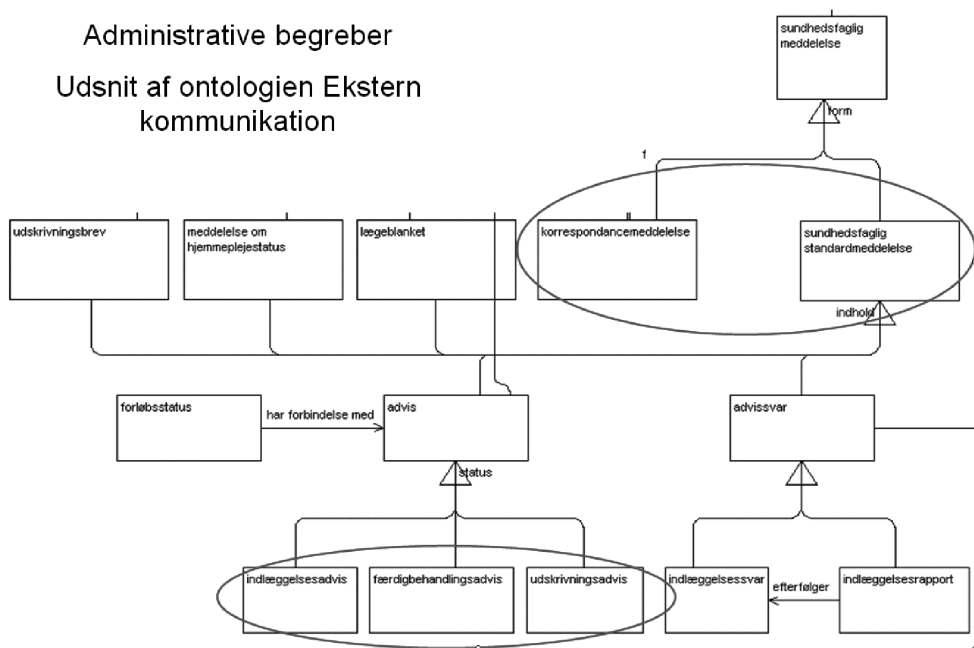 Administrative begreber
Udsnit af ontologien Ekstern
kommunikation
sundhedsfaglig
meddelelse
form
f
udskrivningsbrev
meddelelse om
hjemmeplejestatus
lægeblanket
korrespondancemeddelelse
sundhedsfaglig
standardmeddelelse
indhold
forløbsstatus
har forbindelse med
advis
advissvar
status
indlæggelsesadvis
færdigbehandlingsadvis
udskrivningsadvis
indlæggelsessvar
efterfølger
indlæggelsesrapport